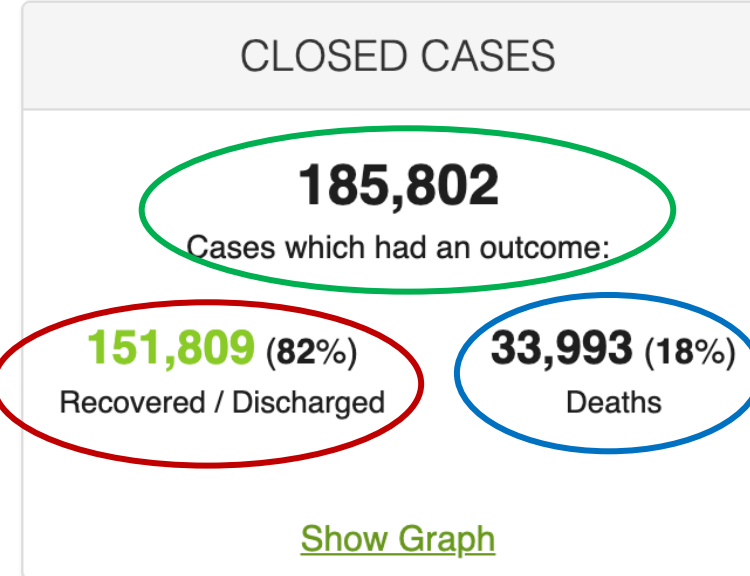 CLOSED CASES
185,802
Cases which had an outcome:
151,809 (82%)
Recovered / Discharged
33,993 (18%)
Deaths
Show Graph